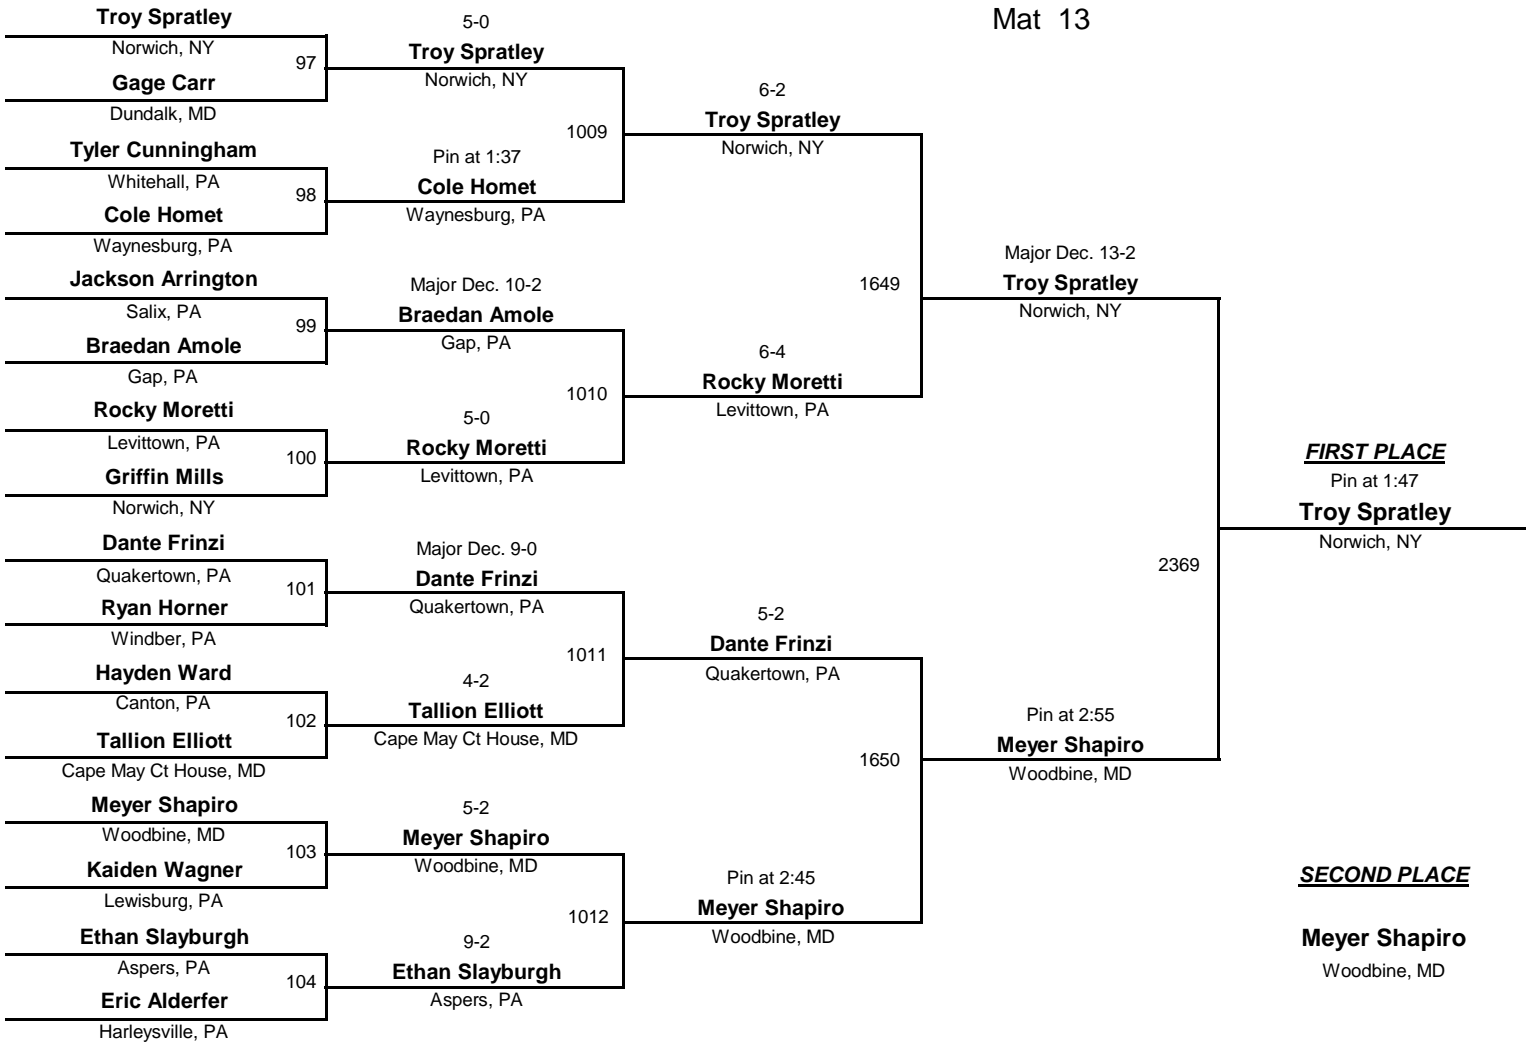 Mat 13
Troy Spratley
Norwich, NY
97
Gage Carr
Dundalk, MD
Tyler Cunningham
Whitehall, PA
98
Cole Homet
Waynesburg, PA
Jackson Arrington
Salix, PA
99
Braedan Amole
Gap, PA
Rocky Moretti
Levittown, PA
100
Griffin Mills
Norwich, NY
Dante Frinzi
Quakertown, PA
101
Ryan Horner
Windber, PA
Hayden Ward
Canton, PA
102
Tallion Elliott
Cape May Ct House, MD
Meyer Shapiro
Woodbine, MD
103
Kaiden Wagner
Lewisburg, PA
Ethan Slayburgh
Aspers, PA
104
Eric Alderfer
Harleysville, PA
5-0
Troy Spratley
Norwich, NY
1009
Pin at 1:37
Cole Homet
Waynesburg, PA
Major Dec. 10-2
Braedan Amole
Gap, PA
1010
5-0
Rocky Moretti
Levittown, PA
Major Dec. 9-0
Dante Frinzi
Quakertown, PA
1011
4-2
Tallion Elliott
Cape May Ct House, MD
5-2
Meyer Shapiro
Woodbine, MD
1012
9-2
Ethan Slayburgh
Aspers, PA
6-2
Troy Spratley
Norwich, NY
1649
6-4
Rocky Moretti
Levittown, PA
5-2
Dante Frinzi
Quakertown, PA
1650
Pin at 2:45
Meyer Shapiro
Woodbine, MD
Major Dec. 13-2
Troy Spratley
Norwich, NY
2369
Pin at 2:55
Meyer Shapiro
Woodbine, MD
FIRST PLACE
Pin at 1:47
Troy Spratley
Norwich, NY
SECOND PLACE
Meyer Shapiro
Woodbine, MD